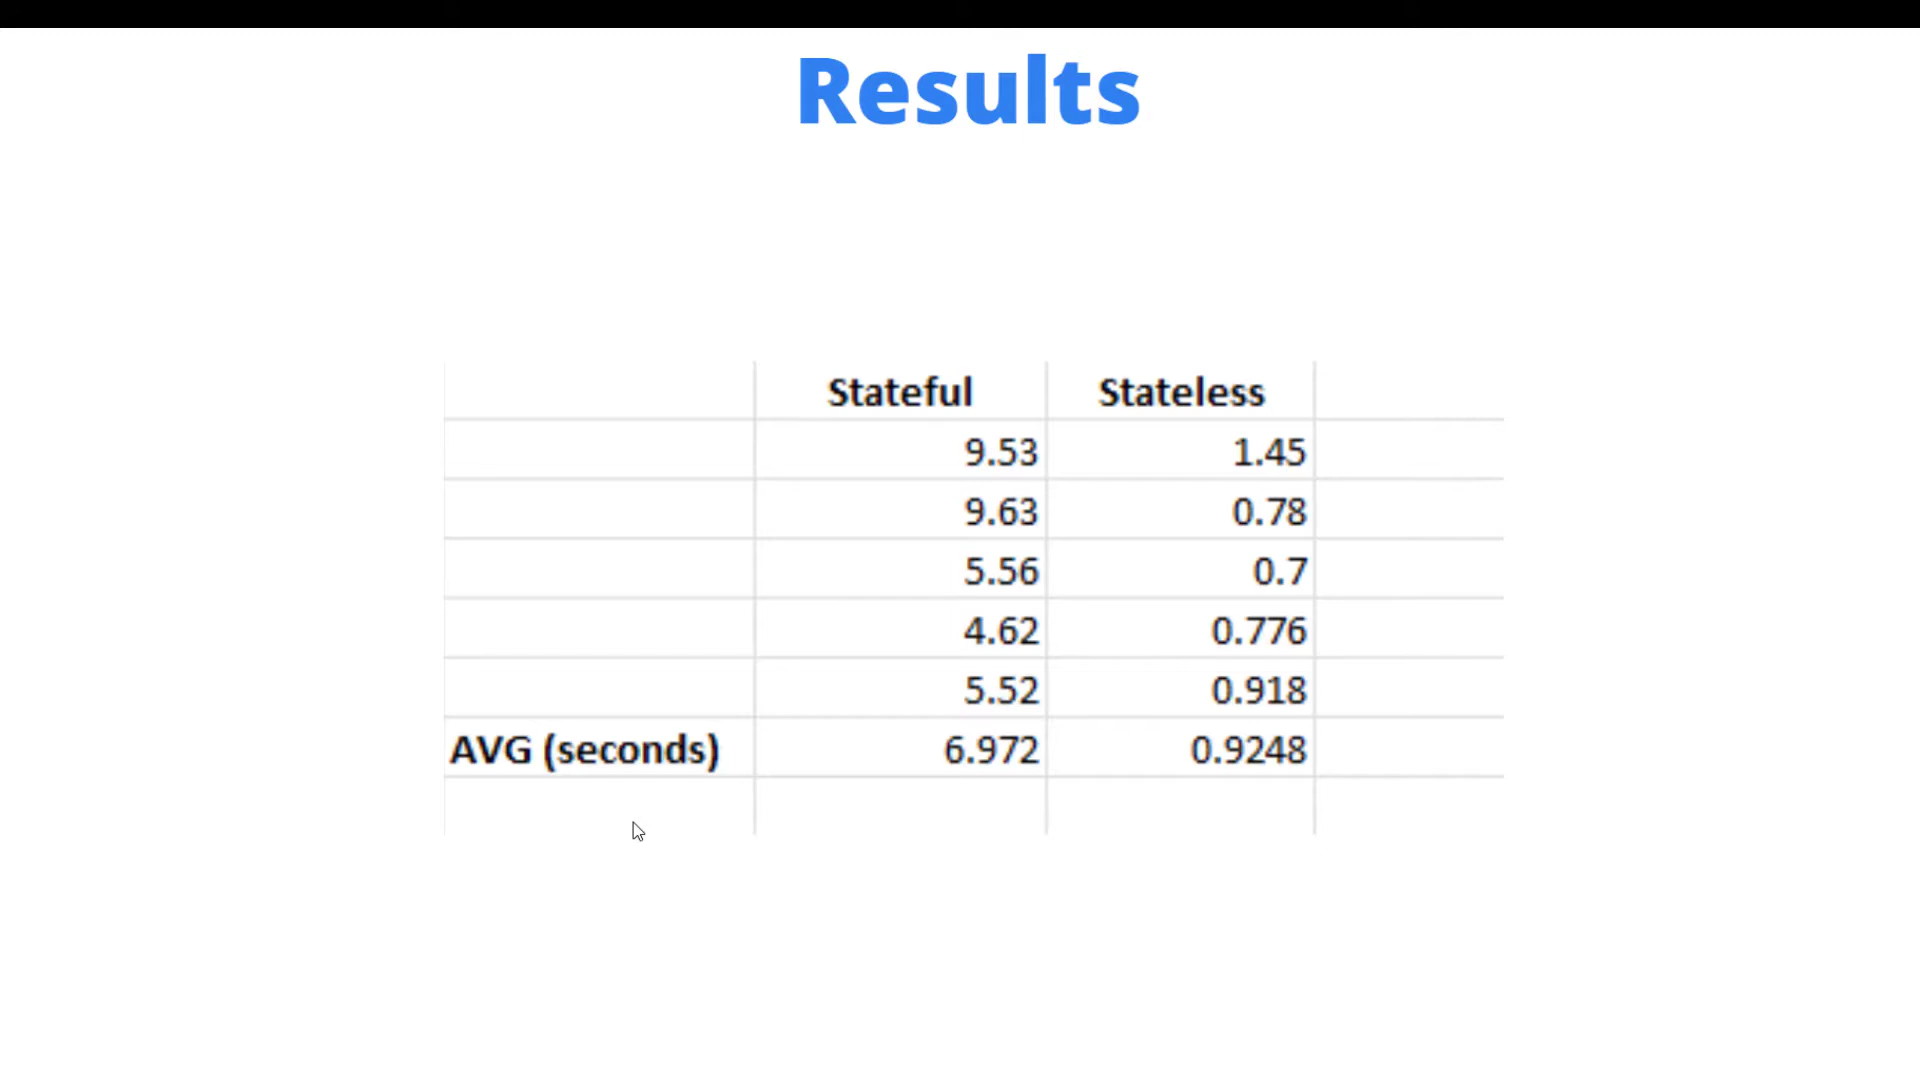 Results
Stateful Stateless
9.53 1.45
9.63 0.78
5.56 0.7
4.62 0.776
5.52 0.918
AVG (seconds) 6.972 0.9248